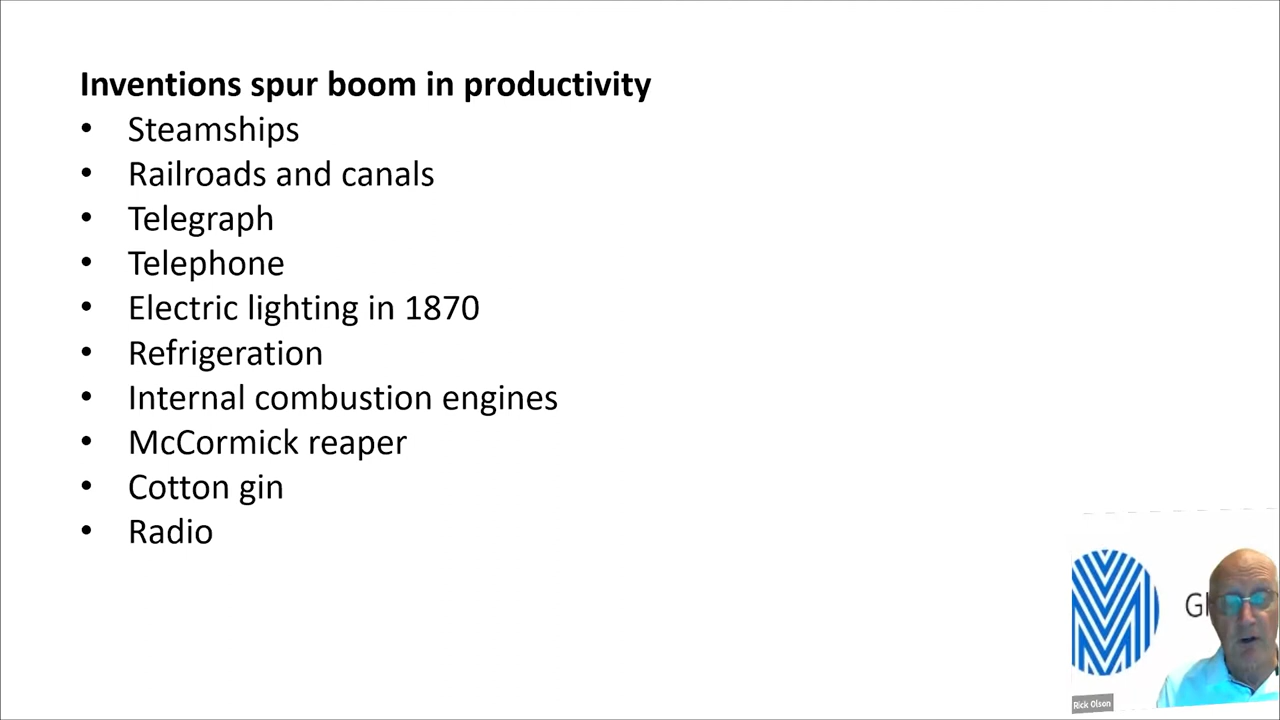 Inventions spur boom in productivity
• Steamships
• Railroads and canals
• Telegraph
• Telephone
• Electric lighting in 1870
• Refrigeration
• Internal combustion engines
• McCormick reaper
• Cotton gin
• Radio
Rick Olson